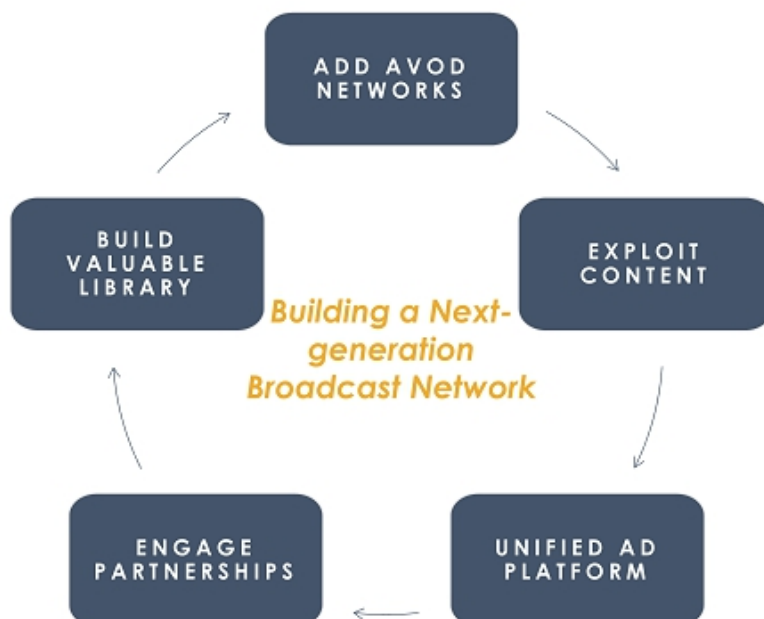 ADD AVOD
NETWORKS
EXPLOIT
CONTENT
UNIFIED AD
PLATFORM
ENGAGE
PARTNERSHIPS
BUILD
VALUABLE
LIBRARY
Building a Next-
generation
Broadcast Network